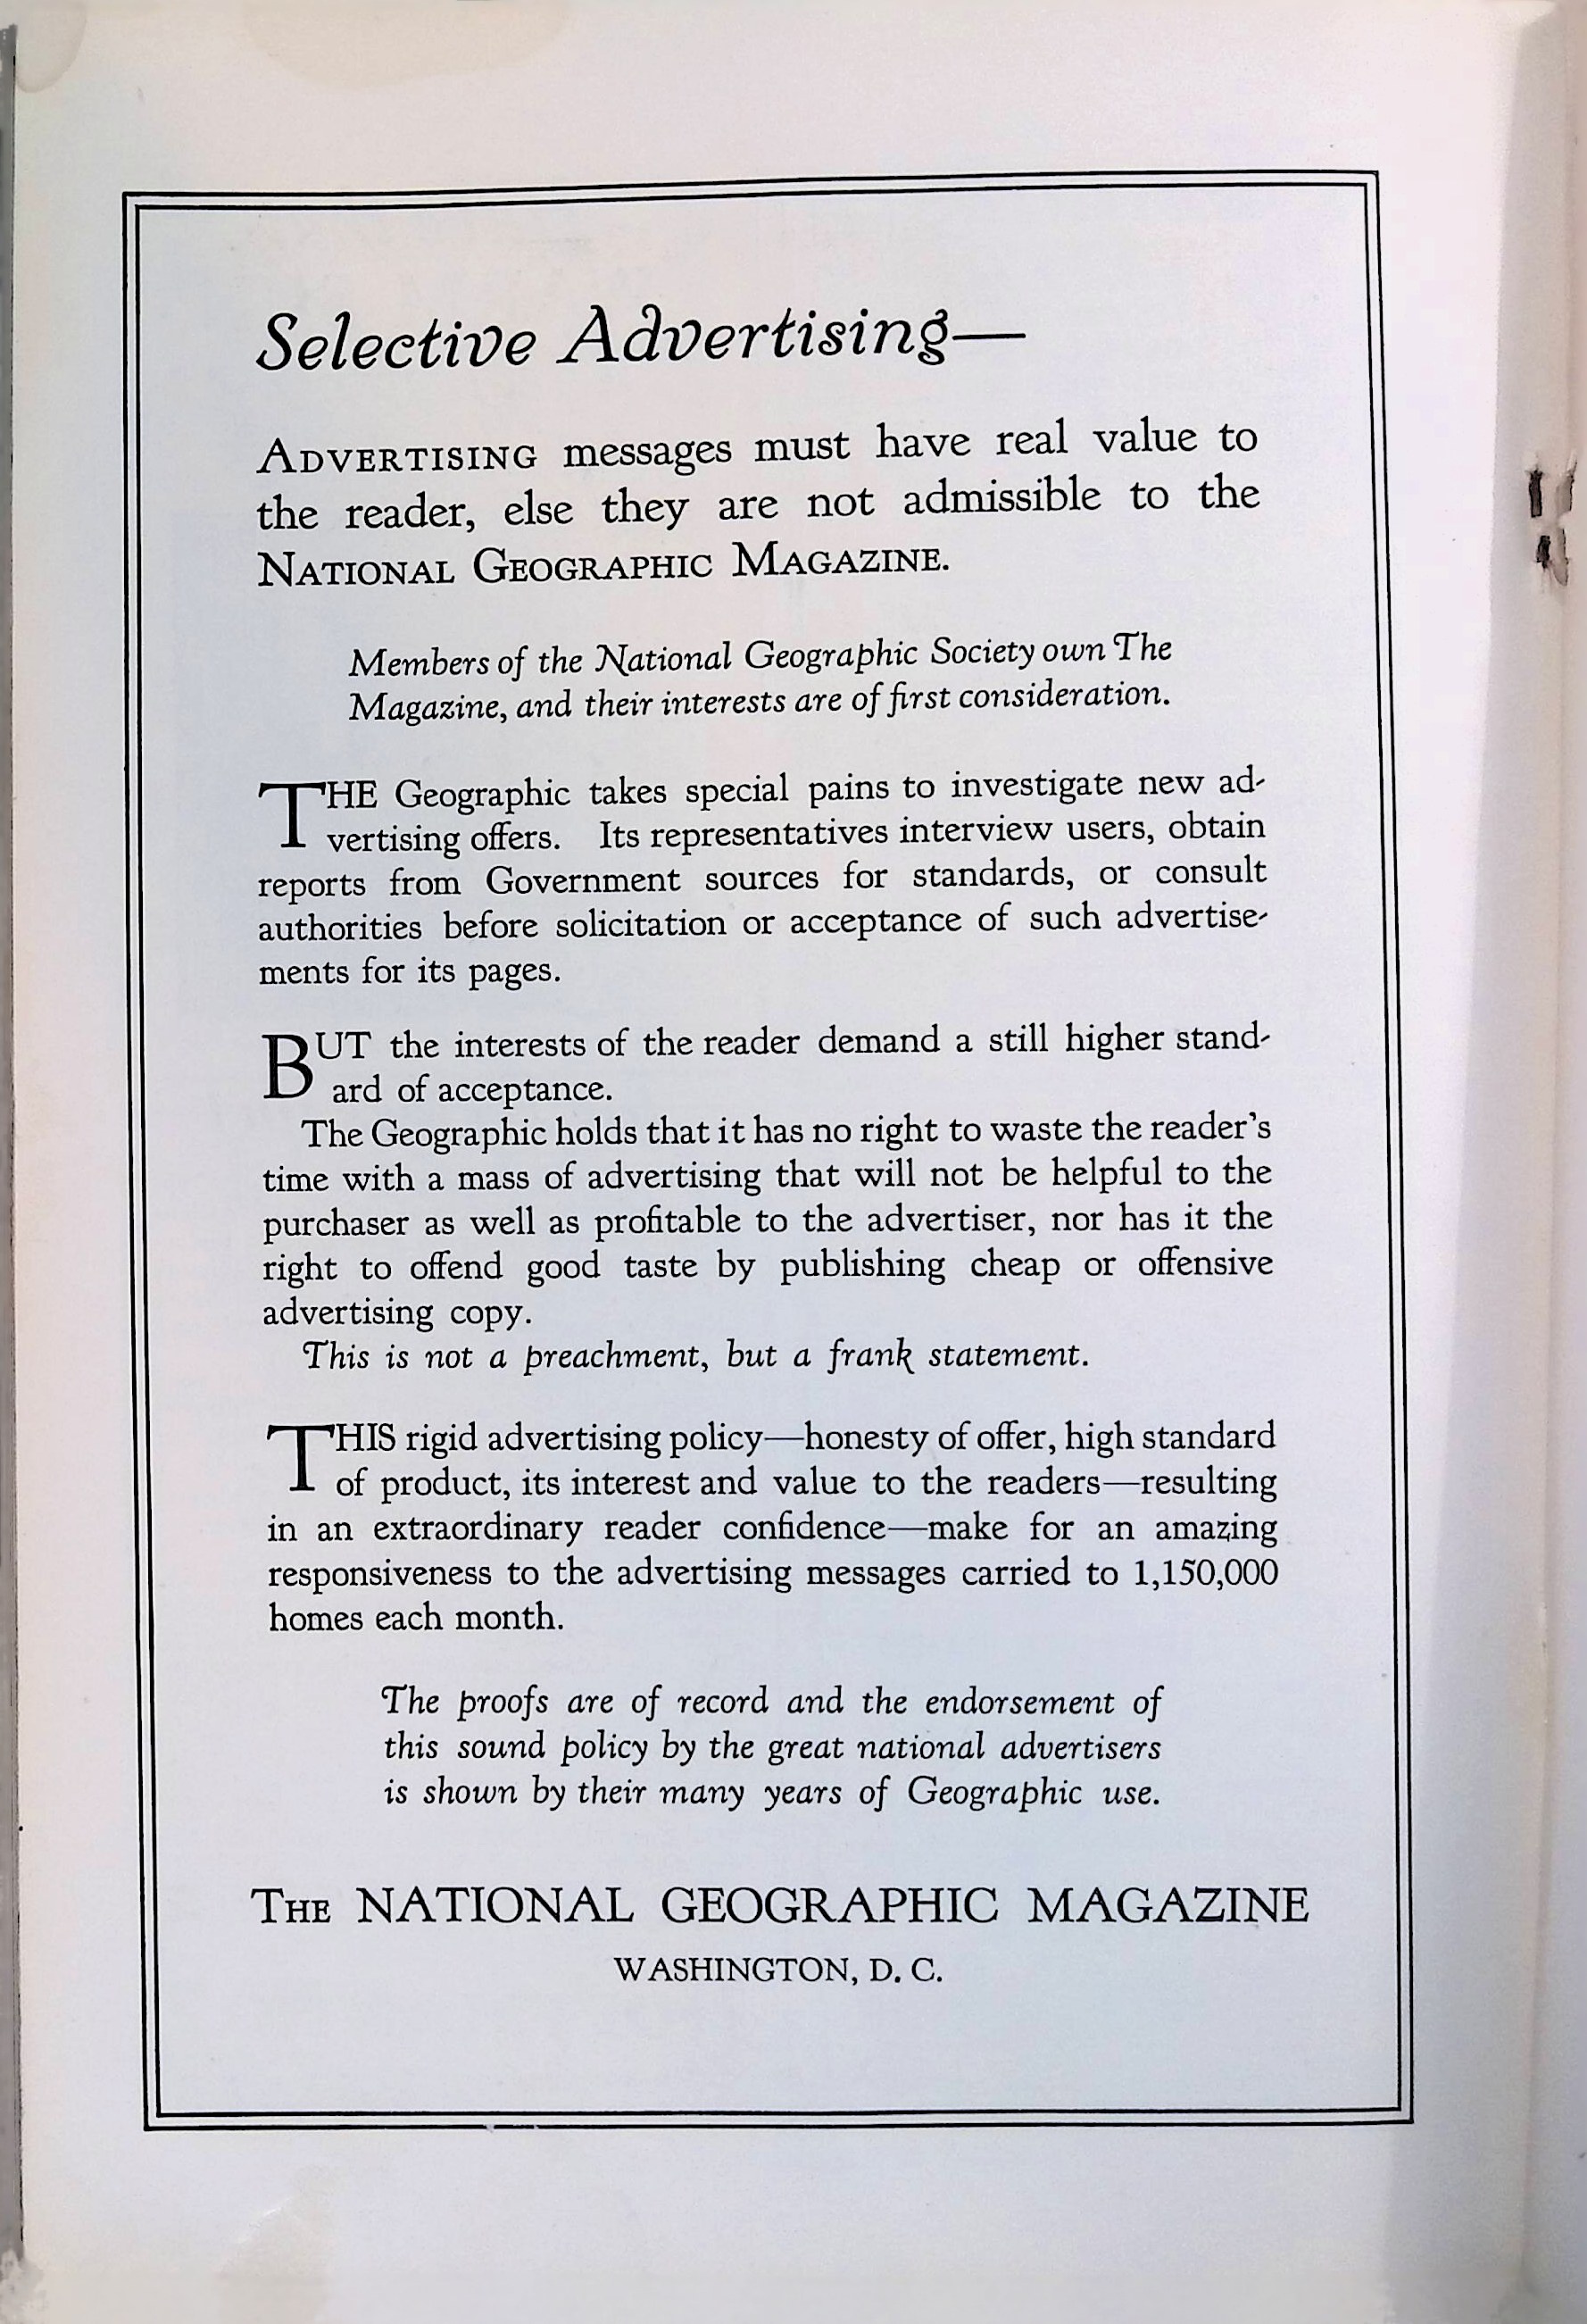 Selective Advertising—
ADVERTISING messages must have real value to
the reader, else they are not admissible to the
NATIONAL GEOGRAPHIC MAGAZINE.
Members of the National Geographic Society own The
Magazine, and their interests are of first consideration.
THE Geographic takes special pains to investigate new ad-
vertising offers. Its representatives interview users, obtain
reports from Government sources for standards, or consult
authorities before solicitation or acceptance of such advertise-
ments for its pages.
BUT the interests of the reader demand a still higher stand-
ard of acceptance.
The Geographic holds that it has no right to waste the reader's
time with a mass of advertising that will not be helpful to the
purchaser as well as profitable to the advertiser, nor has it the
right to offend good taste by publishing cheap or offensive
advertising copy.
This is not a preachment, but a frank statement.
THIS rigid advertising policy—honesty of offer, high standard
of product, its interest and value to the readers—resulting
in an extraordinary reader confidence—make for an amazing
responsiveness to the advertising messages carried to 1,150,000
homes each month.
The proofs are of record and the endorsement of
this sound policy by the great national advertisers
is shown by their many years of Geographic use.
THE NATIONAL GEOGRAPHIC MAGAZINE
WASHINGTON, D. C.